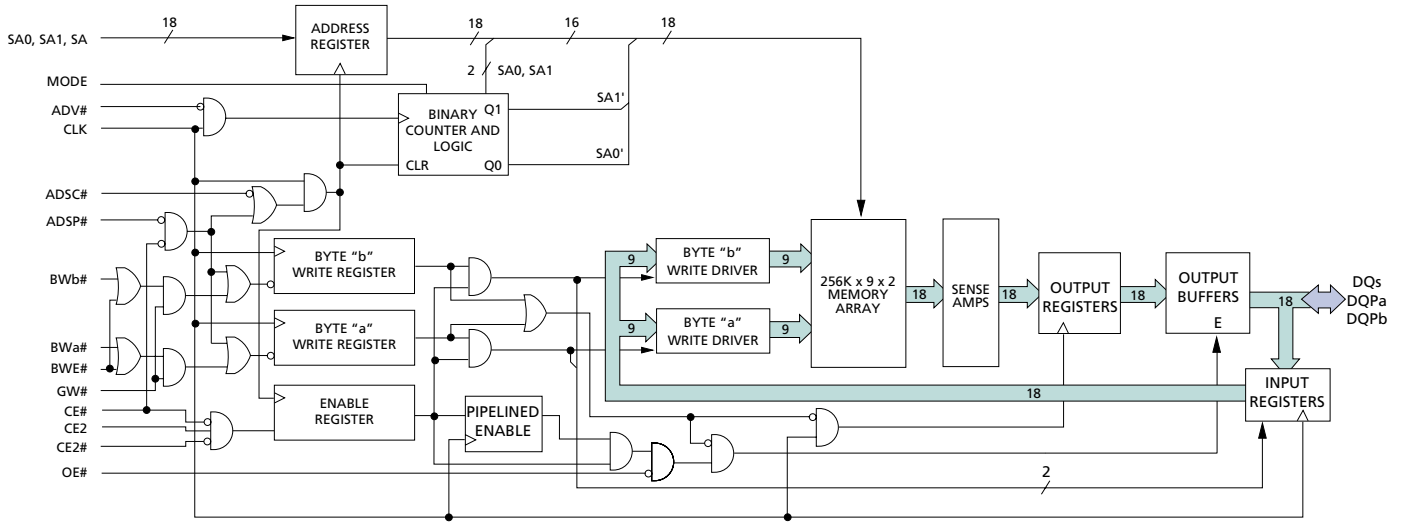 SA0, SA1, SA
18
ADDRESS
REGISTER
18
16
18
2
SA0, SA1
MODE
ADV#
CLK
BINARY
COUNTER AND
LOGIC
Q1
CLR
Q0
SA1'
SA0'
ADSC#
ADSP#
BYTE "b"
WRITE REGISTER
BWb#
BYTE "a"
WRITE REGISTER
BWa#
BWE#
GW#
CE#
CE2
CE2#
OE#
ENABLE
REGISTER
PIPELINED
ENABLE
9
BYTE "b"
WRITE DRIVER
9
9
BYTE "a"
WRITE DRIVER
9
256K x 9 x 2
MEMORY
ARRAY
18
SENSE
AMPS
18
OUTPUT
REGISTERS
18
OUTPUT
BUFFERS
E
18
DQs
DQPa
DQPb
18
INPUT
REGISTERS
2